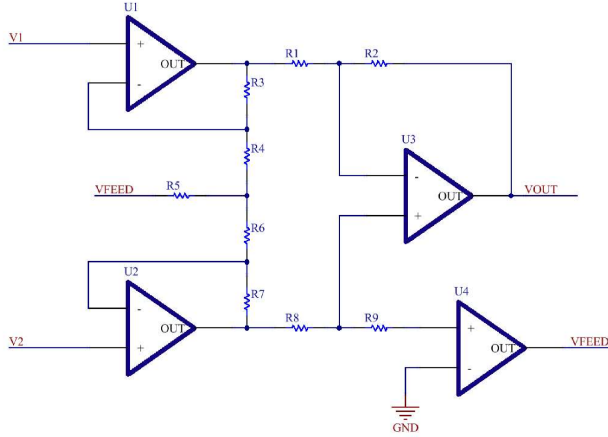 U1
V1
+
-
OUT
R1
R2
R3
R4
U3
-
+
OUT
VOUT
VFEED
R5
R6
U2
-
+
OUT
V2
R7
R8
R9
U4
+
-
OUT
VFEED
GND